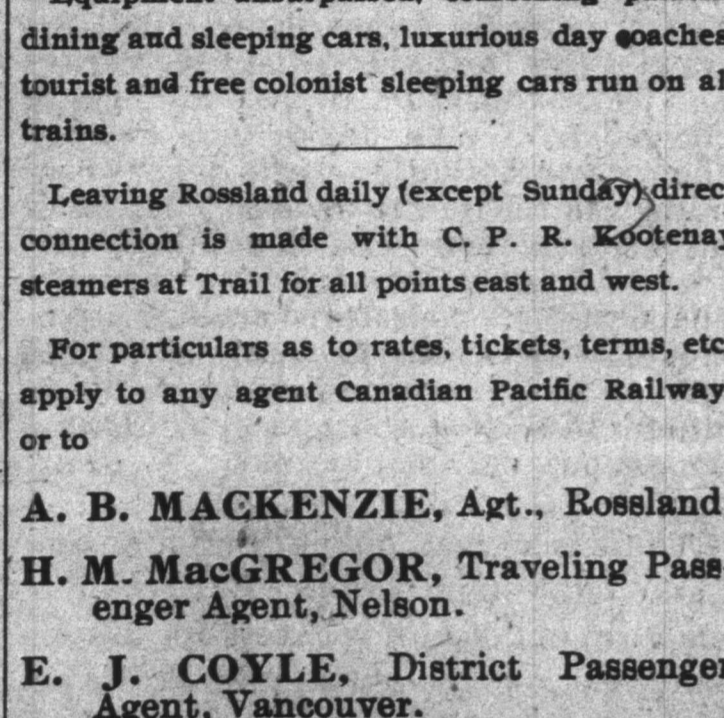 dining and sleeping cars, luxurious day coaches
tourist and free colonist sleeping cars run on al
trains.
Leaving Rossland daily (except Sunday) direc
connection is made with C. P. R. Kootenay
steamers at Trail for all points east and west.
For particulars as to rates, tickets, terms, etc
apply to any agent Canadian Pacific Railway
or to
A. B. MACKENZIE, Agt., Rossland
H. M. MacGREGOR, Traveling Pass-
enger Agent, Nelson.
E. J. COYLE, District Passenger
Agent, Vancouver.